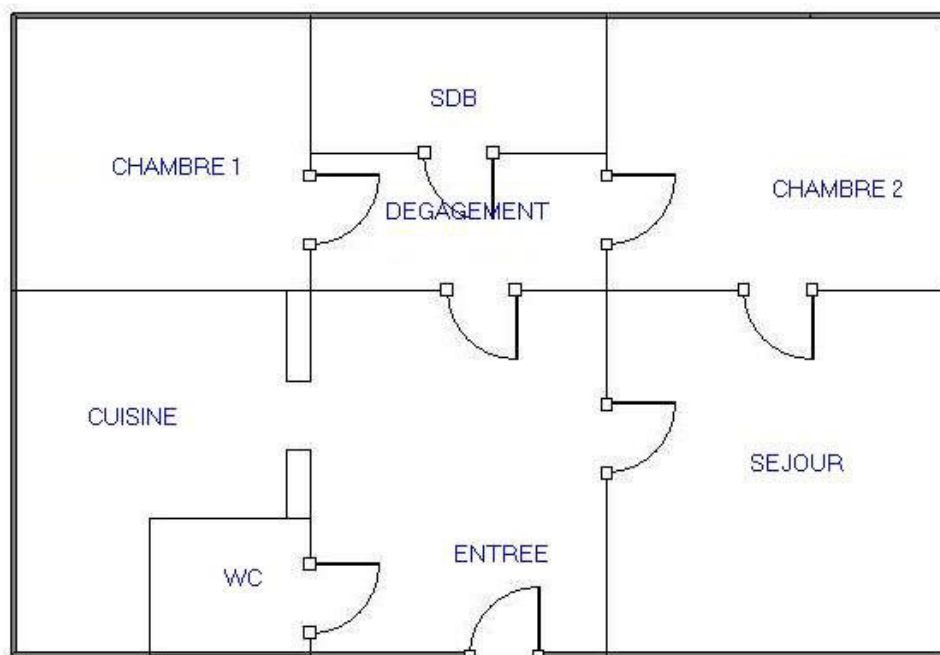 SDB
CHAMBRE 1
CHAMBRE 2
DEGAGEMENT
CUISINE
SEJOUR
ENTREE
WC